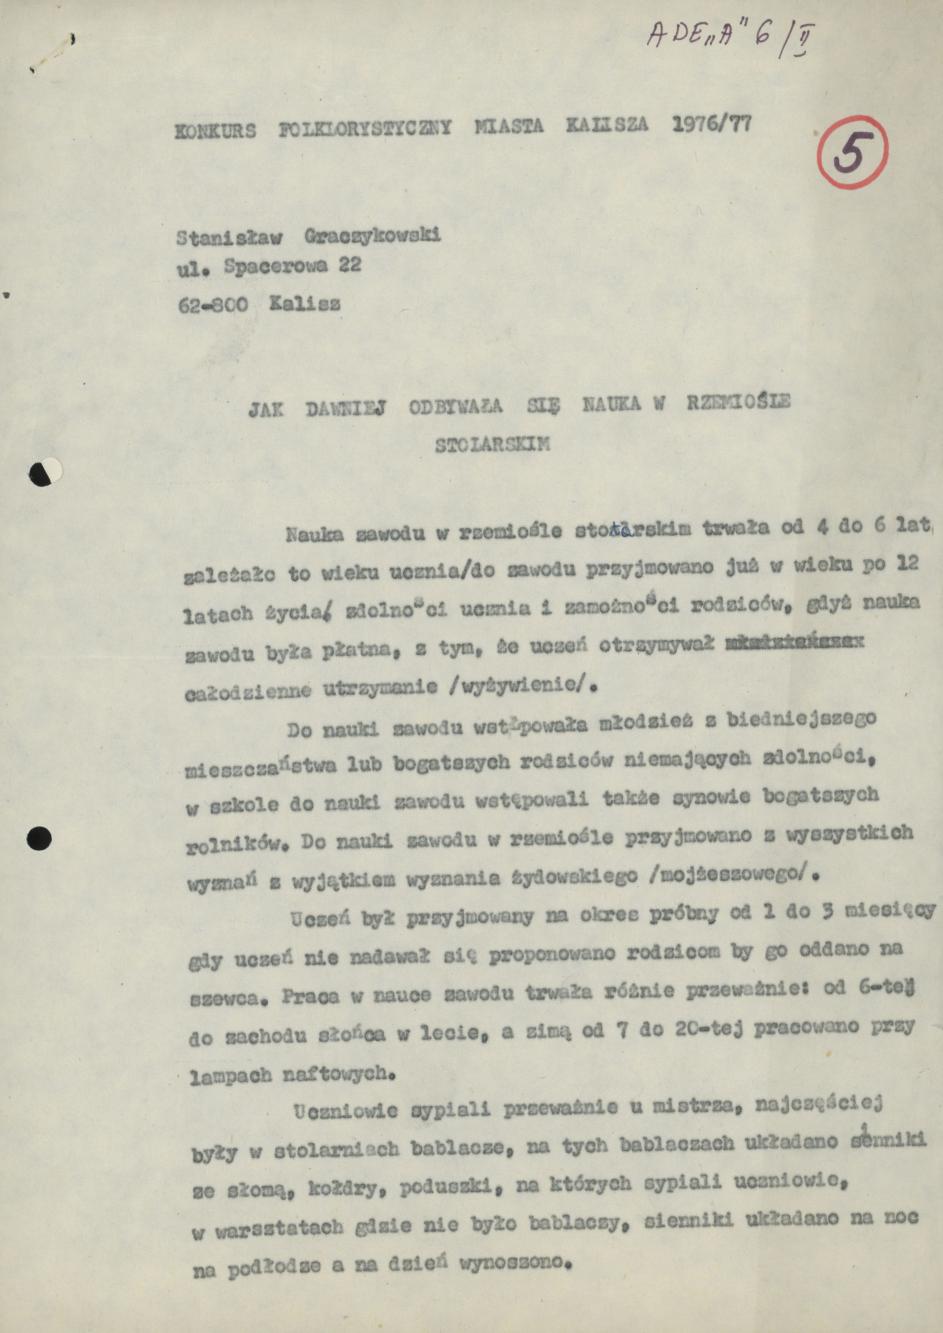 ADE„A" 6/II
KONKURS FOLKLORYSTYCZNY MIASTA KALISZA 1976/77
5
Stanisław Graczykowski
ul. Spacerowa 22
62-800 Kalisz
JAK DAWNIEJ ODBYWAŁA SIĘ NAUKA W RZEMIOŚLE
STOLARSKIM
Nauka zawodu w rzemiośle stolarskim trwała od 4 do 6 lat,
zależało to wieku ucznia/do zawodu przyjmowano już w wieku po 12
latach życia/ zdolności ucznia i zamożności rodziców, gdyż nauka
zawodu była płatna, z tym, że uczeń otrzymywał
całodzienne utrzymanie /wyżywienie/.
Do nauki zawodu wstępowała młodzież z biedniejszego
mieszczaństwa lub bogatszych rodziców niemających zdolności,
w szkole do nauki zawodu wstępowali także synowie bogatszych
rolników. Do nauki zawodu w rzemiośle przyjmowano z wyszystkich
wyznań z wyjątkiem wyznania żydowskiego /mojżeszowego/.
Uczeń był przyjmowany na okres próbny od 1 do 3 miesięcy
gdy uczeń nie nadawał się proponowano rodzicom by go oddano na
szewca. Praca w nauce zawodu trwała różnie przeważnie: od 6-tej
do zachodu słońca w lecie, a zimą od 7 do 20-tej pracowano przy
lampach naftowych.
Uczniowie sypiali przeważnie u mistrza, najczęściej
były w stolarniach bablacze, na tych bablaczach układano sienniki
ze słomą, kołdry, poduszki, na których sypiali uczniowie,
w warsztatach gdzie nie było bablaczy, sienniki układano na noc
na podłodze a na dzień wynoszono.